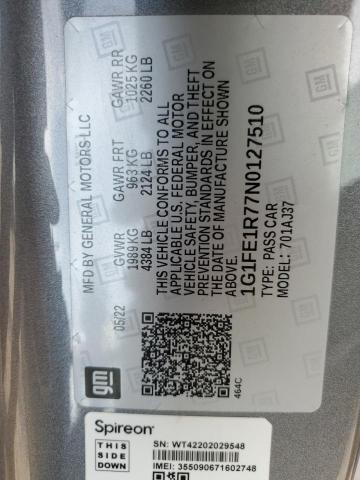 MFD BY GENERAL MOTORS LLC
05/22 GVWR GAWR FRT GAWR RR
1989 KG 963 KG 1025 KG
4384 LB 2124 LB 2260 LB
THIS VEHICLE CONFORMS TO ALL
APPLICABLE U.S. FEDERAL MOTOR
VEHICLE SAFETY, BUMPER, AND THEFT
PREVENTION STANDARDS IN EFFECT ON
THE DATE OF MANUFACTURE SHOWN
ABOVE.
1G1FE1R77N0127510
TYPE: PASS CAR
MODEL: 701AJ37
gm
464C
Spireon
THIS
SIDE
DOWN
SN: WT42202029548
IMEI: 355090671602748